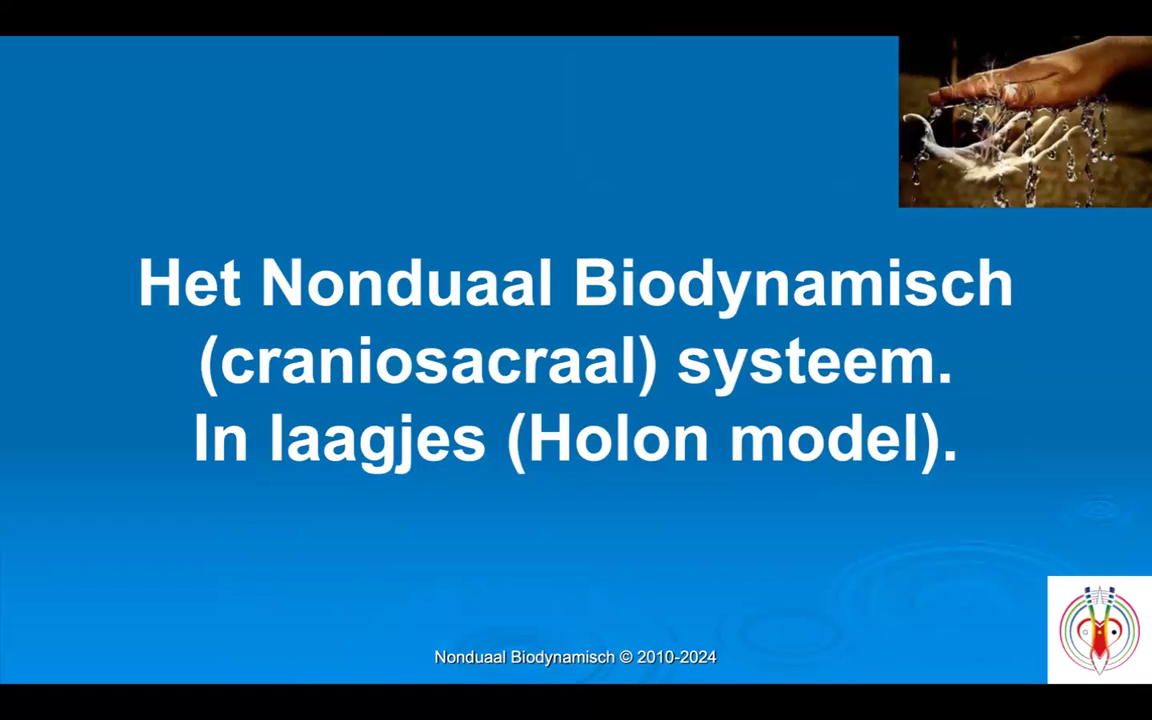 Het Nonduaal Biodynamisch
(craniosacraal) systeem.
In laagjes (Holon model).
Nonduaal Biodynamisch © 2010-2024